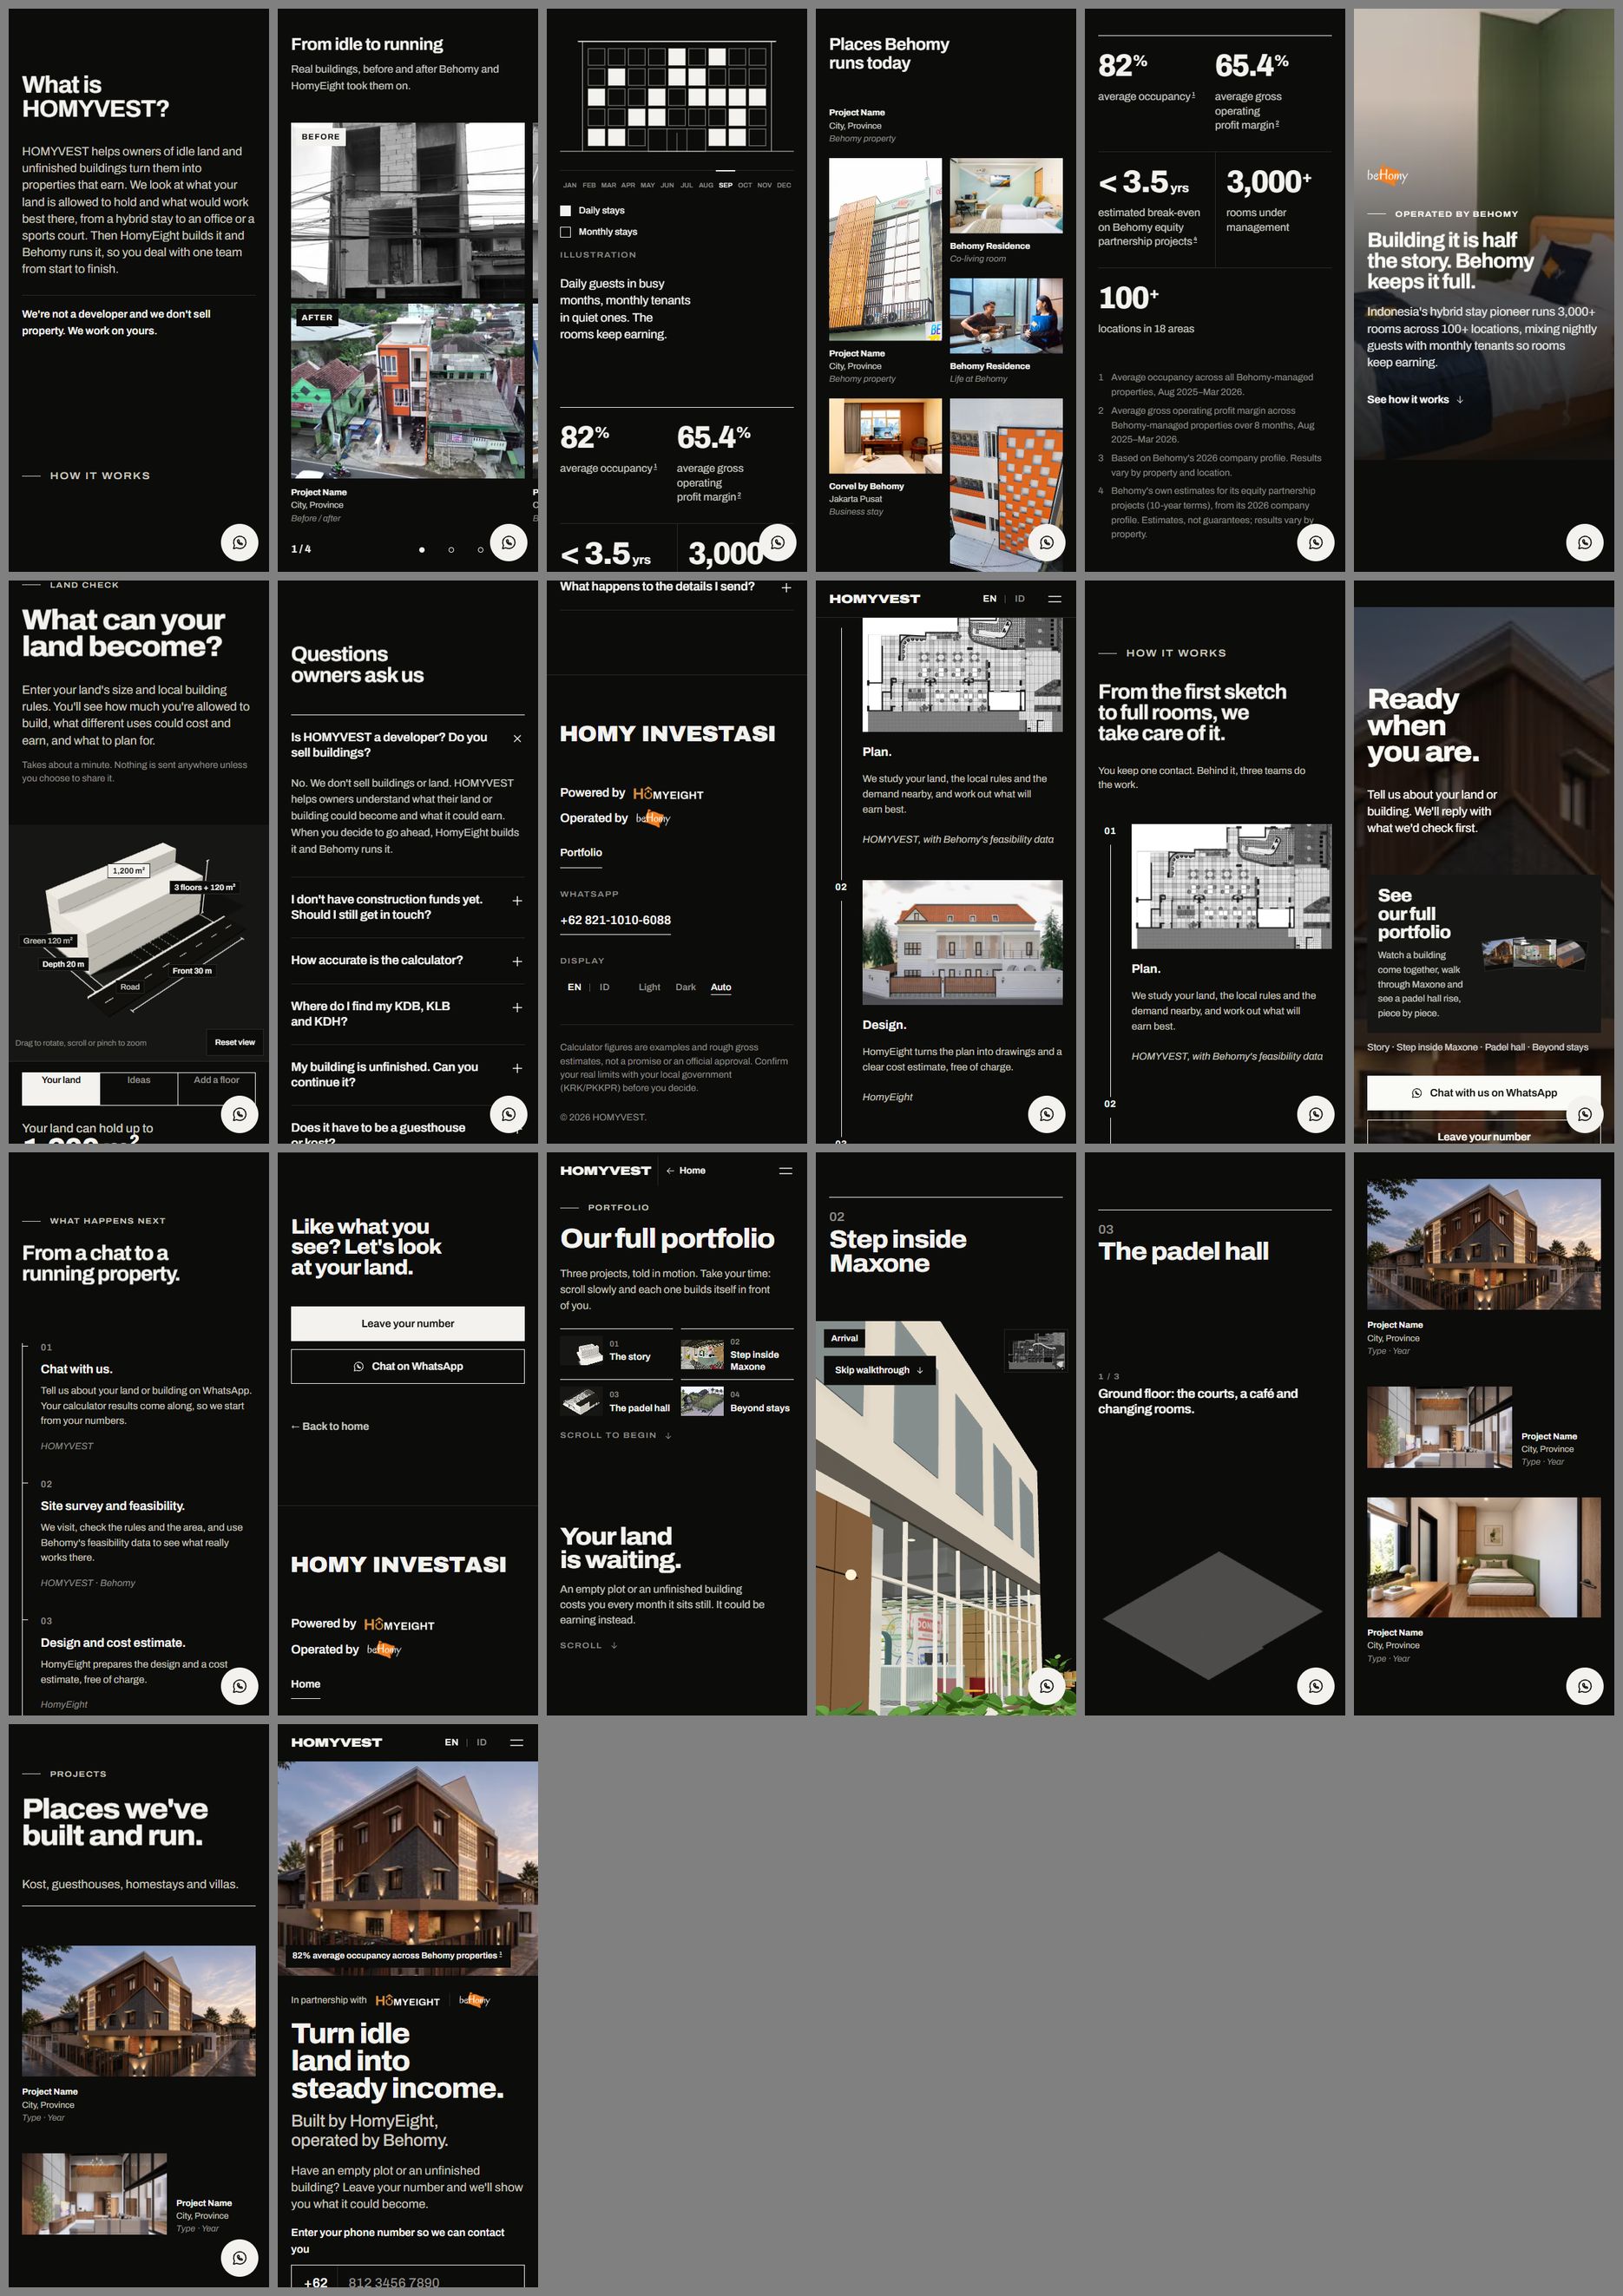 What is
HOMYVEST?
HOMYVEST helps owners of idle land and
unfinished buildings turn them into
properties that earn. We look at what your
land is allowed to hold and what would work
best there, from a hybrid stay to an office or a
sports court. Then HomyEight builds it and
Behomy runs it, so you deal with one team
from start to finish.
We're not a developer and we don't sell
property. We work on yours.
HOW IT WORKS
From idle to running
Real buildings, before and after Behomy and
HomyEight took them on.
BEFORE
AFTER
Project Name
City, Province
Before / after
1 / 4
JAN FEB MAR APR MAY JUN JUL AUG SEP OCT NOV DEC
Daily stays
Monthly stays
ILLUSTRATION
Daily guests in busy
months, monthly tenants
in quiet ones. The
rooms keep earning.
82%
average occupancy 1
65.4%
average gross
operating
profit margin 2
< 3.5 yrs
3,000
Places Behomy
runs today
Project Name
City, Province
Behomy property
Behomy Residence
Co-living room
Project Name
City, Province
Behomy property
Behomy Residence
Life at Behomy
Corvel by Behomy
Jakarta Pusat
Business stay
82%
average occupancy 1
65.4%
average gross
operating
profit margin 2
< 3.5 yrs
estimated break-even
on Behomy equity
partnership projects 4
3,000+
rooms under
management
100+
locations in 18 areas
1 Average occupancy across all Behomy-managed
properties, Aug 2025–Mar 2026.
2 Average gross operating profit margin across
Behomy-managed properties over 8 months, Aug
2025–Mar 2026.
3 Based on Behomy's 2026 company profile. Results
vary by property and location.
4 Behomy's own estimates for its equity partnership
projects (10-year terms), from its 2026 company
profile. Estimates, not guarantees; results vary by
property.
beHomy
OPERATED BY BEHOMY
Building it is half
the story. Behomy
keeps it full.
Indonesia's hybrid stay pioneer runs 3,000+
rooms across 100+ locations, mixing nightly
guests with monthly tenants so rooms
keep earning.
See how it works ↓
LAND CHECK
What can your
land become?
Enter your land's size and local building
rules. You'll see how much you're allowed to
build, what different uses could cost and
earn, and what to plan for.
Takes about a minute. Nothing is sent anywhere unless
you choose to share it.
1,200 m²
3 floors + 120 m²
Green 120 m²
Depth 20 m
Front 30 m
Road
Drag to rotate, scroll or pinch to zoom
Reset view
Your land
Ideas
Add a floor
Your land can hold up to
Questions
owners ask us
Is HOMYVEST a developer? Do you
sell buildings?
No. We don't sell buildings or land. HOMYVEST
helps owners understand what their land or
building could become and what it could earn.
When you decide to go ahead, HomyEight builds
it and Behomy runs it.
I don't have construction funds yet.
Should I still get in touch?
How accurate is the calculator?
Where do I find my KDB, KLB
and KDH?
My building is unfinished. Can you
continue it?
Does it have to be a guesthouse
or kost?
What happens to the details I send?
HOMY INVESTASI
Powered by HOMYEIGHT
Operated by beHomy
Portfolio
WHATSAPP
+62 821-1010-6088
DISPLAY
EN | ID Light Dark Auto
Calculator figures are examples and rough gross
estimates, not a promise or an official approval. Confirm
your real limits with your local government
(KRK/PKKPR) before you decide.
© 2026 HOMYVEST.
HOMYVEST
EN | ID
Plan.
We study your land, the local rules and the
demand nearby, and work out what will
earn best.
HOMYVEST, with Behomy's feasibility data
02
Design.
HomyEight turns the plan into drawings and a
clear cost estimate, free of charge.
HomyEight
03
HOW IT WORKS
From the first sketch
to full rooms, we
take care of it.
You keep one contact. Behind it, three teams do
the work.
01
Plan.
We study your land, the local rules and the
demand nearby, and work out what will
earn best.
HOMYVEST, with Behomy's feasibility data
02
Ready
when
you are.
Tell us about your land or
building. We'll reply with
what we'd check first.
See
our full
portfolio
Watch a building
come together, walk
through Maxone and
see a padel hall rise,
piece by piece.
Story · Step inside Maxone · Padel hall · Beyond stays
Chat with us on WhatsApp
Leave your number
WHAT HAPPENS NEXT
From a chat to a
running property.
01
Chat with us.
Tell us about your land or building on WhatsApp.
Your calculator results come along, so we start
from your numbers.
HOMYVEST
02
Site survey and feasibility.
We visit, check the rules and the area, and use
Behomy's feasibility data to see what really
works there.
HOMYVEST · Behomy
03
Design and cost estimate.
HomyEight prepares the design and a cost
estimate, free of charge.
HomyEight
Like what you
see? Let's look
at your land.
Leave your number
Chat on WhatsApp
← Back to home
HOMY INVESTASI
Powered by HOMYEIGHT
Operated by beHomy
Home
HOMYVEST
← Home
PORTFOLIO
Our full portfolio
Three projects, told in motion. Take your time:
scroll slowly and each one builds itself in front
of you.
01
The story
02
Step inside
Maxone
03
The padel hall
04
Beyond stays
SCROLL TO BEGIN ↓
Your land
is waiting.
An empty plot or an unfinished building
costs you every month it sits still. It could be
earning instead.
SCROLL ↓
02
Step inside
Maxone
Arrival
Skip walkthrough ↓
03
The padel hall
1 / 3
Ground floor: the courts, a café and
changing rooms.
Project Name
City, Province
Type · Year
Project Name
City, Province
Type · Year
Project Name
City, Province
Type · Year
PROJECTS
Places we've
built and run.
Kost, guesthouses, homestays and villas.
Project Name
City, Province
Type · Year
Project Name
City, Province
Type · Year
HOMYVEST
EN | ID
82% average occupancy across Behomy properties 1
In partnership with HOMYEIGHT | beHomy
Turn idle
land into
steady income.
Built by HomyEight,
operated by Behomy.
Have an empty plot or an unfinished
building? Leave your number and we'll show
you what it could become.
Enter your phone number so we can contact
you
+62 812 3456 7890